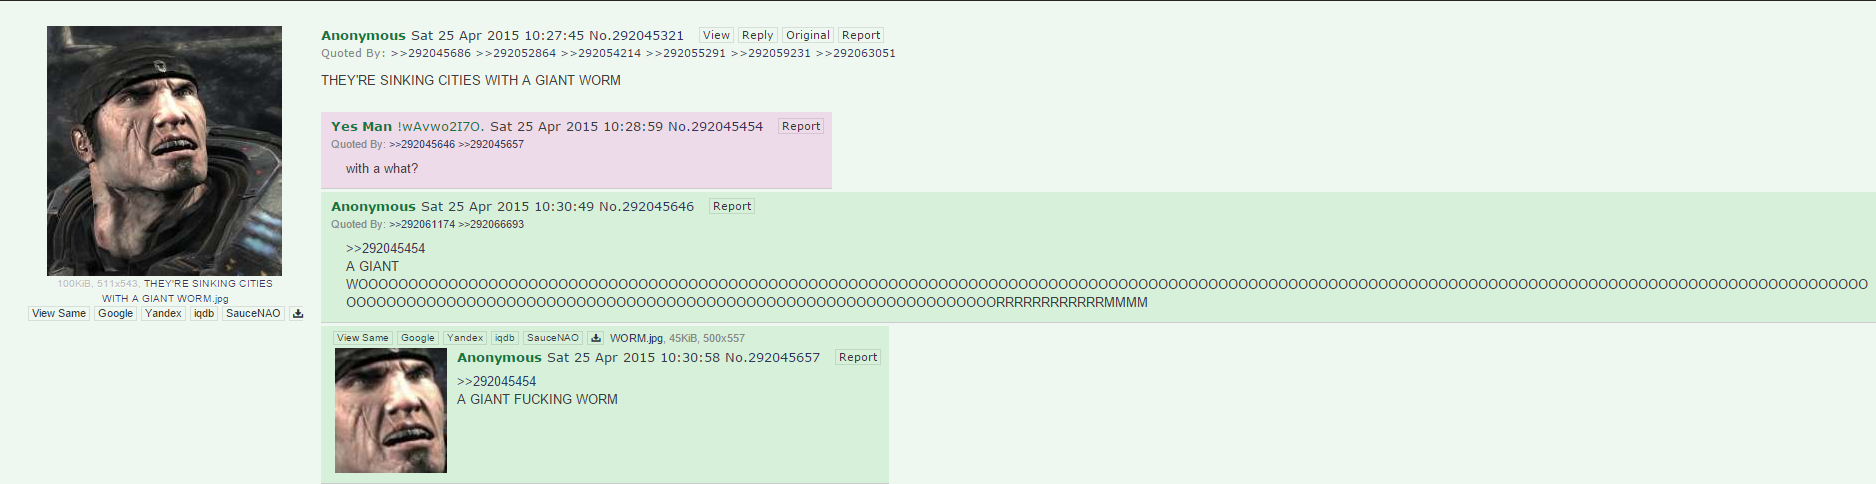 Anonymous Sat 25 Apr 2015 10:27:45 No.292045321 View Reply Original Report
Quoted By: >>292045686 >>292052864 >>292054214 >>292055291 >>292059231 >>292063051
THEY'RE SINKING CITIES WITH A GIANT WORM
100KiB, 511x543, THEY'RE SINKING CITIES
WITH A GIANT WORM.jpg
View Same Google Yandex iqdb SauceNAO
Yes Man !wAvwo2I7O. Sat 25 Apr 2015 10:28:59 No.292045454 Report
Quoted By: >>292045646 >>292045657
with a what?
Anonymous Sat 25 Apr 2015 10:30:49 No.292045646 Report
Quoted By: >>292061174 >>292066693
>>292045454
A GIANT
WOOOOOOOOOOOOOOOOOOOOOOOOOOOOOOOOOOOOOOOOOOOOOOOOOOOOOOOOOOOOOOOOOOOOOOOOOOOOOOOOOOOOOOOOOOOOOOOOOOOOOOOOOOOOOOOOOOOOOOOOOOOOOOOOOOOOOOOOOOOOOOOOOOOOOOO
OOOOOOOOOOOOOOOOOOOOOOOOOOOOOOOOOOOOOOOOOOOOOOOOOOOOOOOOOOOOOOOOORRRRRRRRRRRRMMMM
View Same Google Yandex iqdb SauceNAO WORM.jpg, 45KiB, 500x557
Anonymous Sat 25 Apr 2015 10:30:58 No.292045657 Report
>>292045454
A GIANT FUCKING WORM